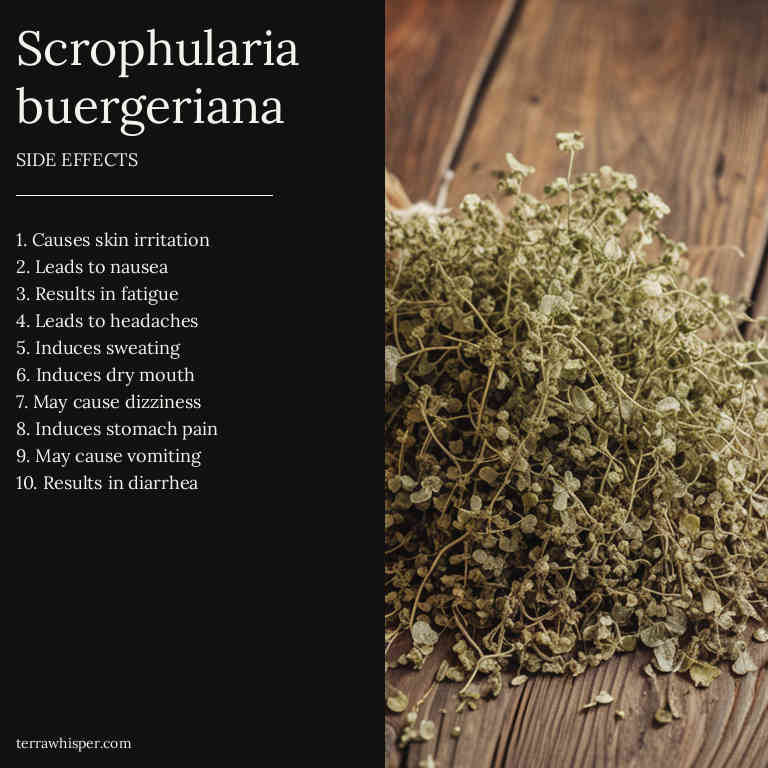 Scrophularia
buergeriana
SIDE EFFECTS
1. Causes skin irritation
2. Leads to nausea
3. Results in fatigue
4. Leads to headaches
5. Induces sweating
6. Induces dry mouth
7. May cause dizziness
8. Induces stomach pain
9. May cause vomiting
10. Results in diarrhea
terrawhisper.com